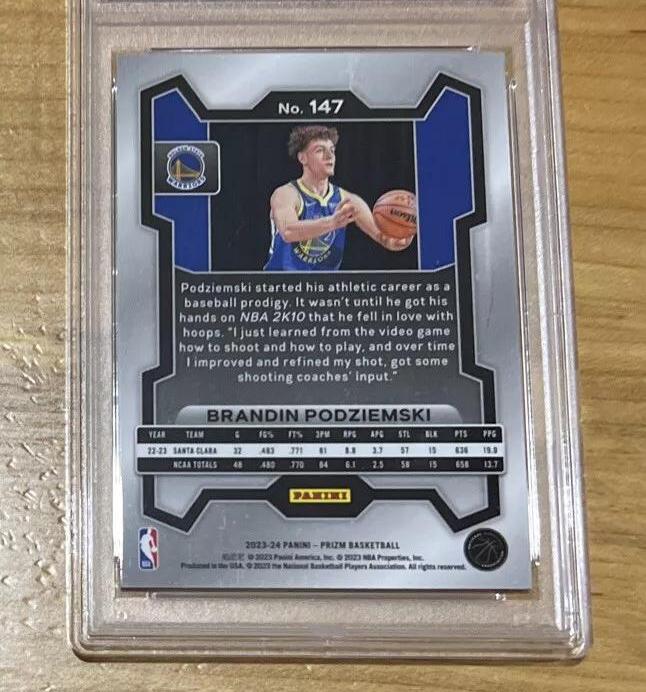 No. 147
GOLDEN STATE
WARRIORS
Wilson
WARRIORS
Podziemski started his athletic career as a
baseball prodigy. It wasn't until he got his
hands on NBA 2K10 that he fell in love with
hoops. "I just learned from the video game
how to shoot and how to play, and over time
I improved and refined my shot, got some
shooting coaches' input."
BRANDIN PODZIEMSKI
YEAR TEAM G FG% FT% 3PM RPG APG STL BLK PTS PPG
22-23 SANTA CLARA 32 .483 .771 81 8.8 3.7 57 15 636 19.9
NCAA TOTALS 48 .480 .770 84 6.1 2.5 58 15 658 13.7
PANINI
2023-24 PANINI – PRIZM BASKETBALL
© 2023 Panini America, Inc. © 2023 NBA Properties, Inc.
Produced in the USA. © 2023 the National Basketball Players Association. All rights reserved.
NBA